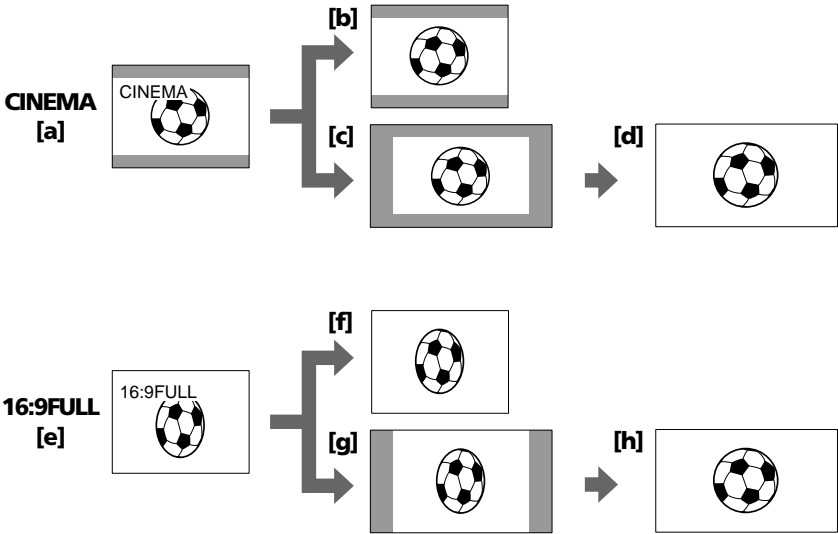 [b]
CINEMA
CINEMA
[a]
[c]
[d]
[f]
16:9FULL
16:9FULL
[e]
[g]
[h]